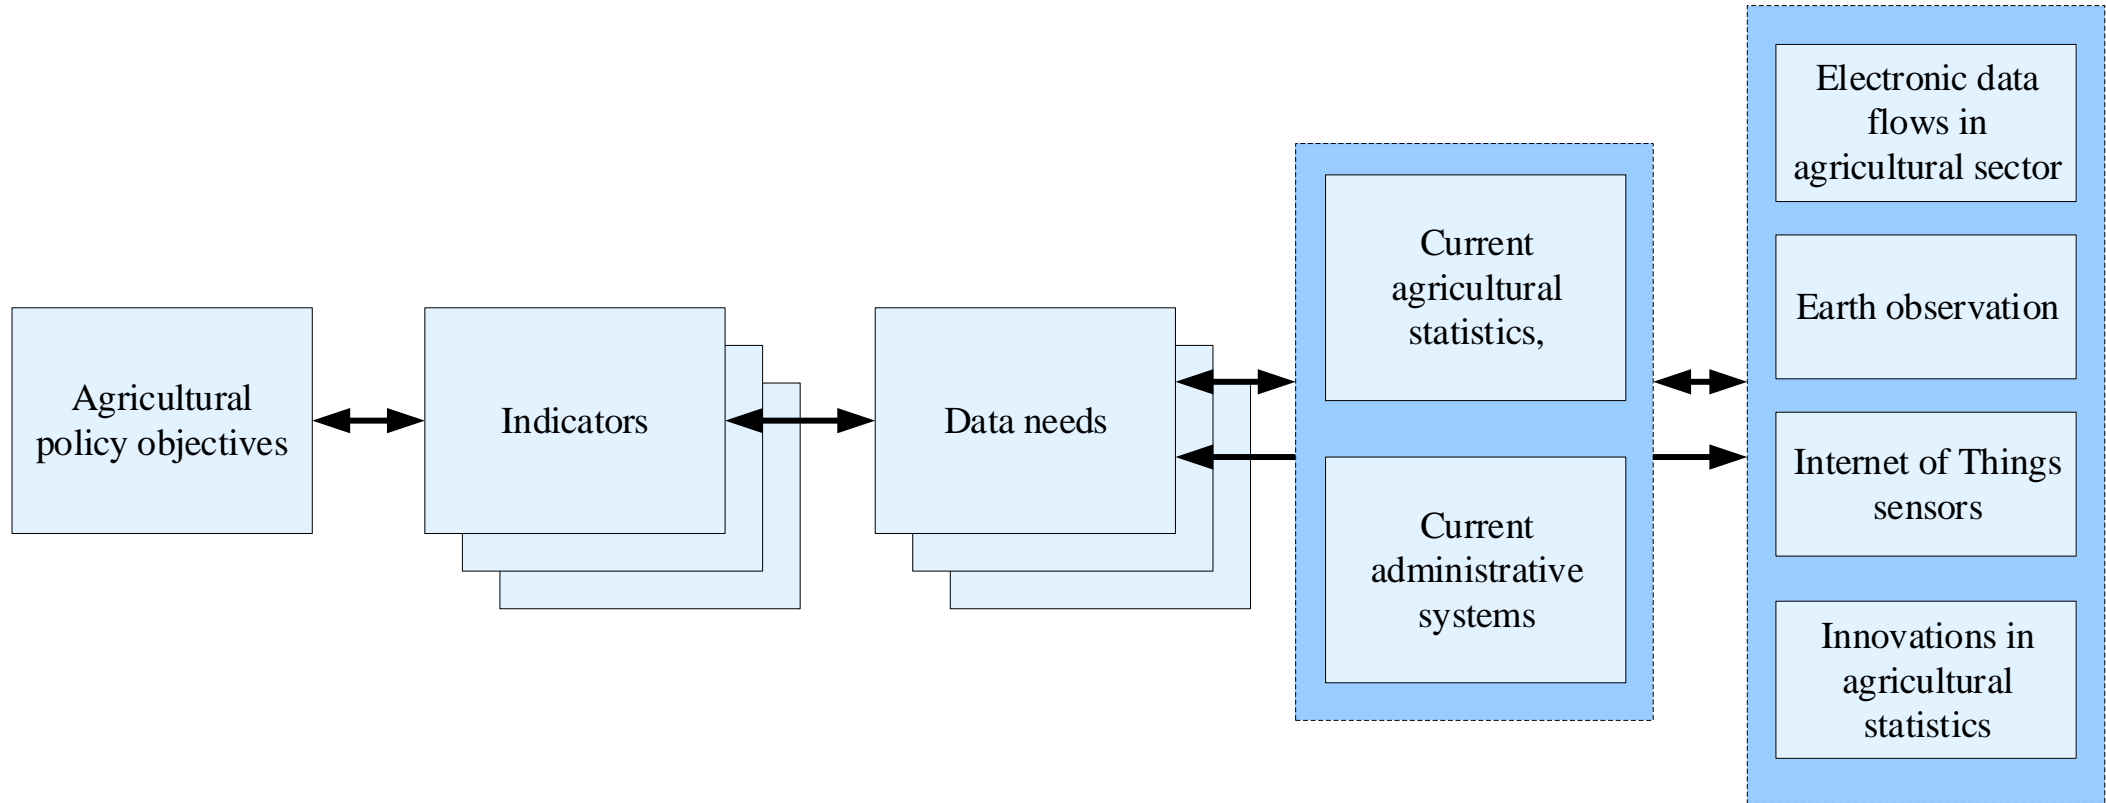 Agricultural
policy objectives
Indicators
Data needs
Current
agricultural
statistics,
Current
administrative
systems
Electronic data
flows in
agricultural sector
Earth observation
Internet of Things
sensors
Innovations in
agricultural
statistics